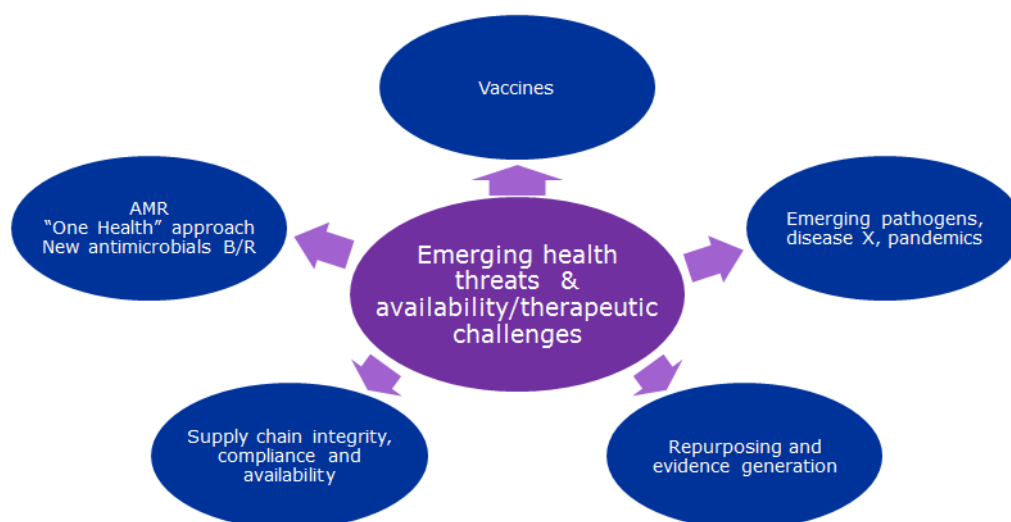 Vaccines
AMR
“One Health” approach
New antimicrobials B/R
Emerging pathogens,
disease X, pandemics
Emerging health
threats &
availability/therapeutic
challenges
Supply chain integrity,
compliance and
availability
Repurposing and
evidence generation